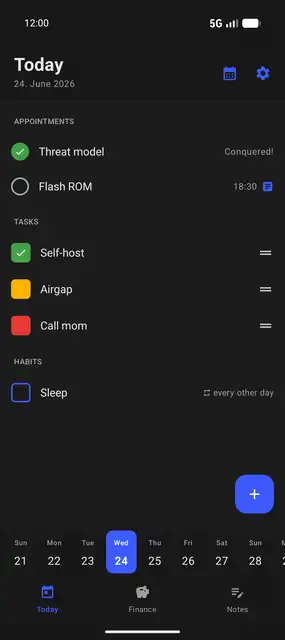 12:00
5G
Today
24. June 2026
APPOINTMENTS
Threat model Conquered!
Flash ROM 18:30
TASKS
Self-host
Airgap
Call mom
HABITS
Sleep every other day
+
Sun Mon Tue Wed Thu Fri Sat Sun M
21 22 23 24 25 26 27 28 2
Today Finance Notes